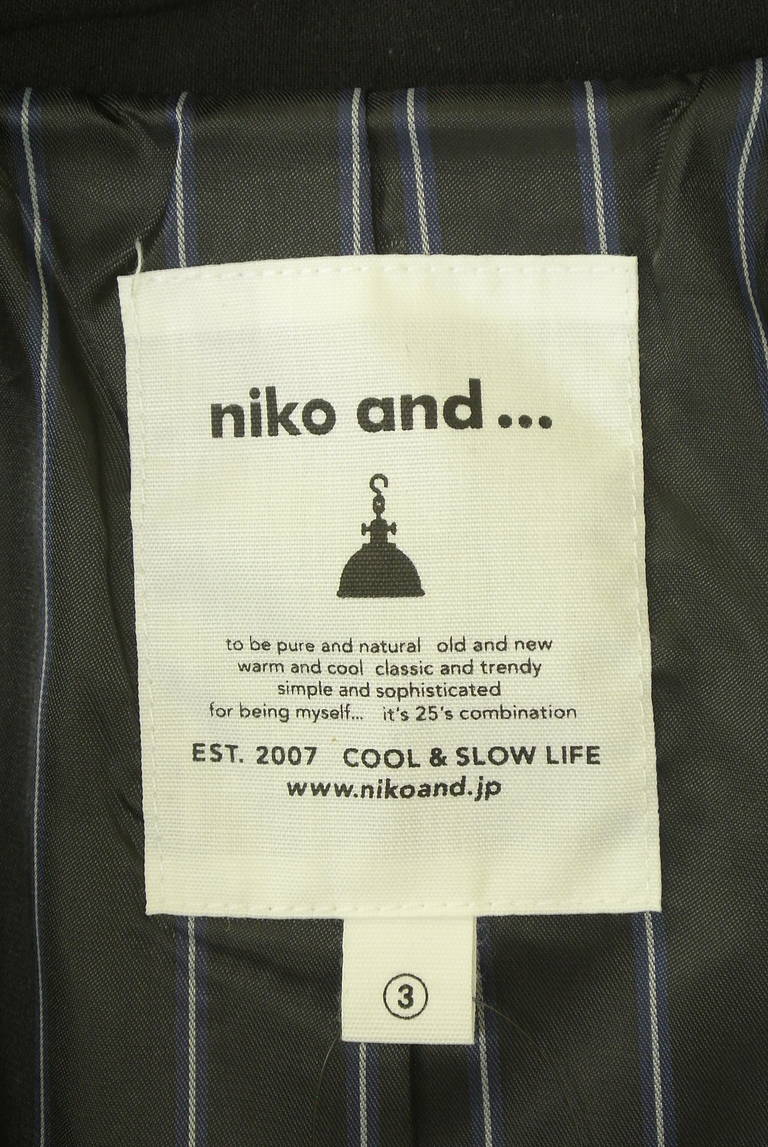 niko and...
to be pure and natural old and new
warm and cool classic and trendy
simple and sophisticated
for being myself... it's 25's combination
EST. 2007 COOL & SLOW LIFE
www.nikoand.jp
3